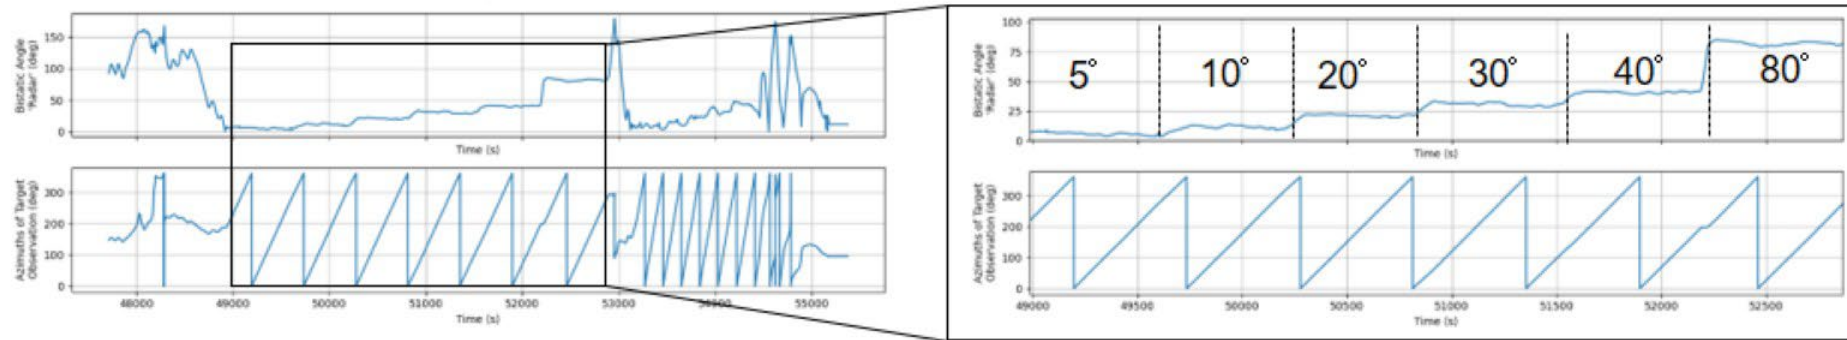 Bistatic Angle
"Radar" (deg)
150
100
50
0
Time (s)
Azimuths of Target
Observation (deg)
300
200
100
0
48000 49000 50000 51000 52000 53000 54000 55000
Time (s)
Bistatic Angle
"Radar" (deg)
100
75
50
25
0
5° 10° 20° 30° 40° 80°
Time (s)
Azimuths of Target
Observation (deg)
300
200
100
0
49000 49500 50000 50500 51000 51500 52000 52500
Time (s)